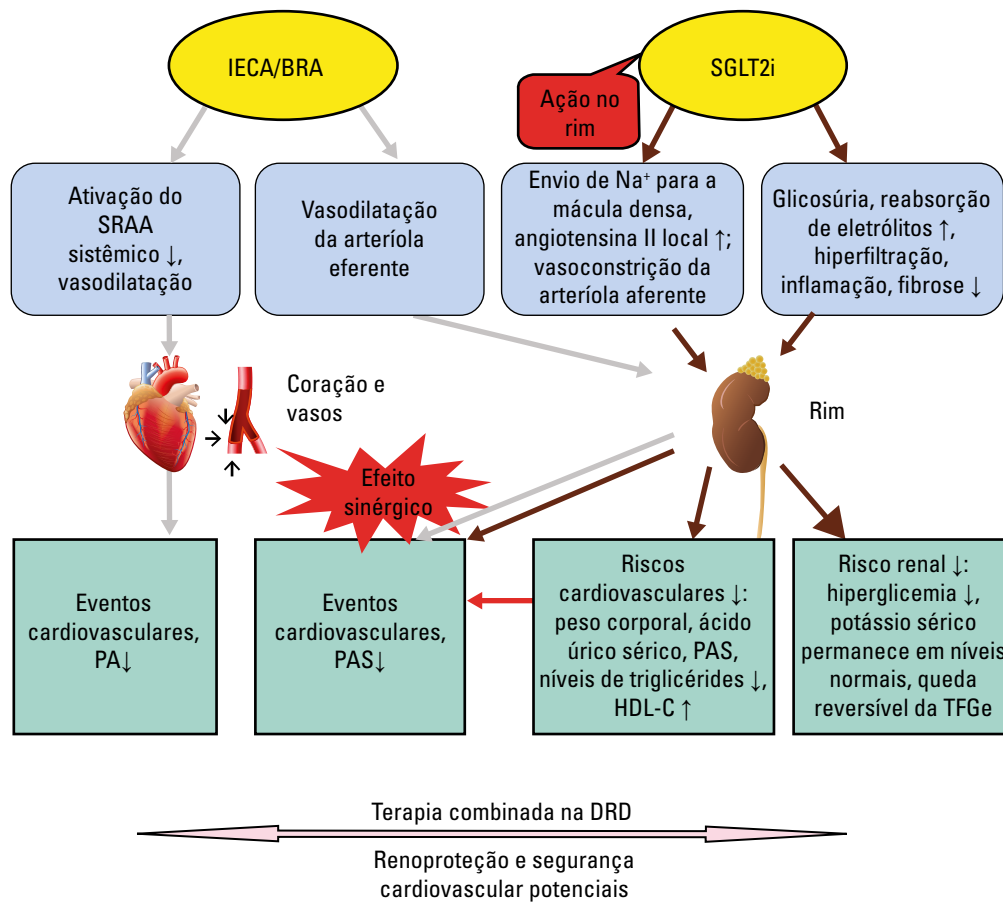 IECA/BRA
SGLT2i
Ação no
rim
Ativação do
SRAA
sistêmico ↓,
vasodilatação
Vasodilatação
da arteríola
eferente
Envio de Na⁺ para a
mácula densa,
angiotensina II local ↑;
vasoconstrição da
arteríola aferente
Glicosúria, reabsorção
de eletrólitos ↑,
hiperfiltração,
inflamação, fibrose ↓
Coração e
vasos
Rim
Efeito
sinérgico
Eventos
cardiovasculares,
PA↓
Eventos
cardiovasculares,
PAS↓
Riscos
cardiovasculares ↓:
peso corporal, ácido
úrico sérico, PAS,
níveis de triglicérides ↓,
HDL-C ↑
Risco renal ↓:
hiperglicemia ↓,
potássio sérico
permanece em níveis
normais, queda
reversível da TFGe
Terapia combinada na DRD
Renoproteção e segurança
cardiovascular potenciais